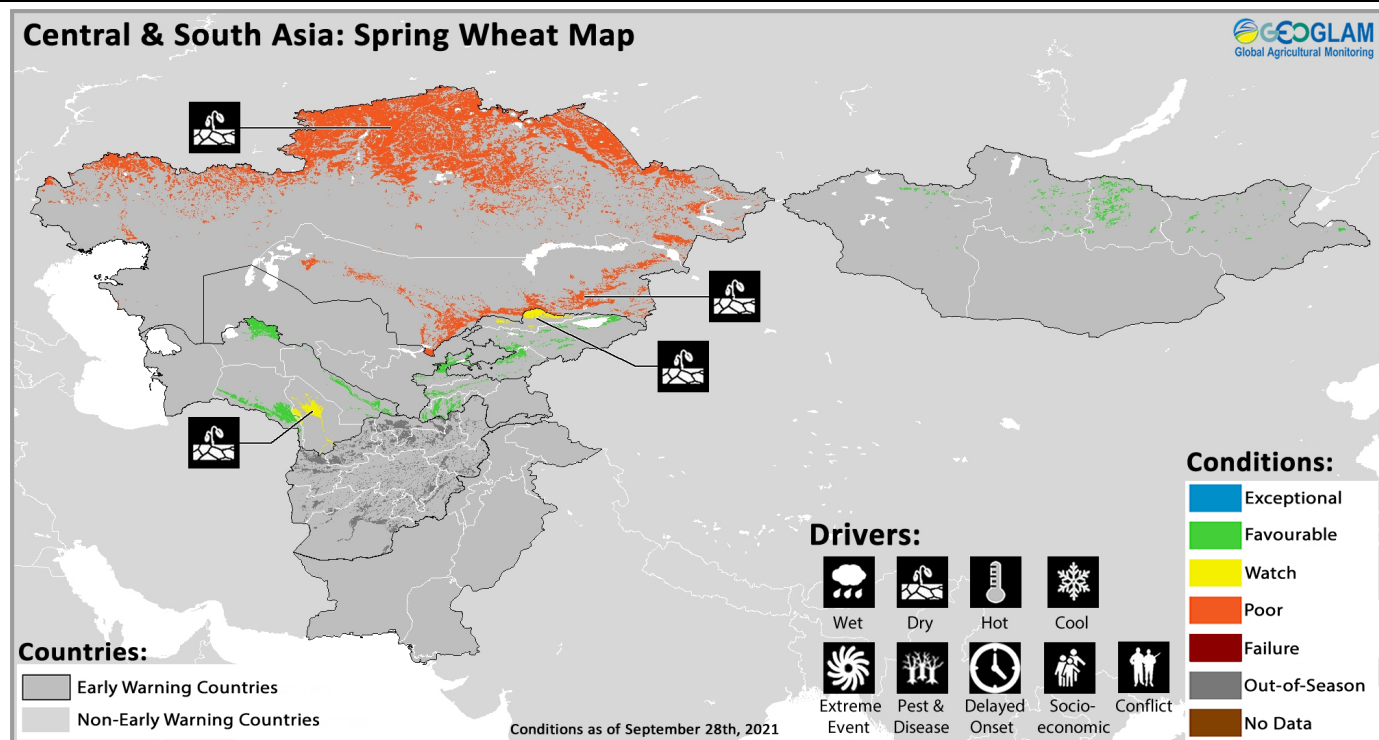 Central & South Asia: Spring Wheat Map
GEOGLAM
Global Agricultural Monitoring
Conditions:
Exceptional
Favourable
Watch
Poor
Failure
Out-of-Season
No Data
Drivers:
Wet
Dry
Hot
Cool
Extreme
Event
Pest &
Disease
Delayed
Onset
Socio-
economic
Conflict
Countries:
Early Warning Countries
Non-Early Warning Countries
Conditions as of September 28th, 2021